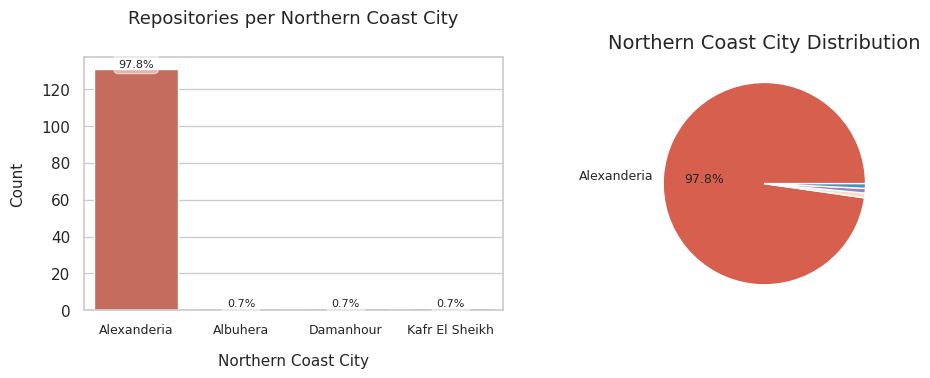 Repositories per Northern Coast City
97.8%
120
100
80
60
40
20
0
Count
0.7%
0.7%
0.7%
Alexanderia
Albuhera
Damanhour
Kafr El Sheikh
Northern Coast City
Northern Coast City Distribution
Alexanderia
97.8%